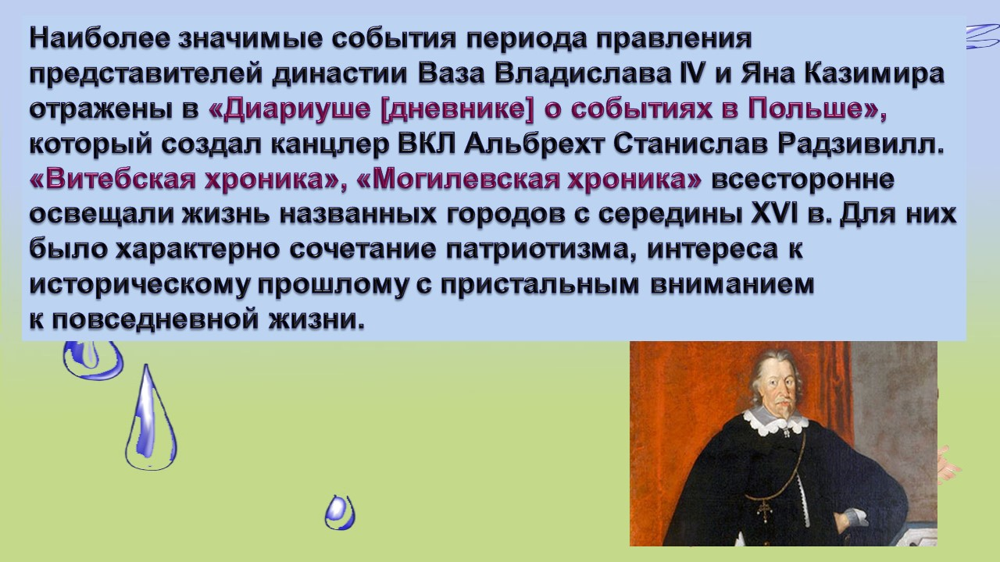 Наиболее значимые события периода правления
представителей династии Ваза Владислава IV и Яна Казимира
отражены в «Диариуше [дневнике] о событиях в Польше»,
который создал канцлер ВКЛ Альбрехт Станислав Радзивилл.
«Витебская хроника», «Могилевская хроника» всесторонне
освещали жизнь названных городов с середины XVI в. Для них
было характерно сочетание патриотизма, интереса к
историческому прошлому с пристальным вниманием
к повседневной жизни.